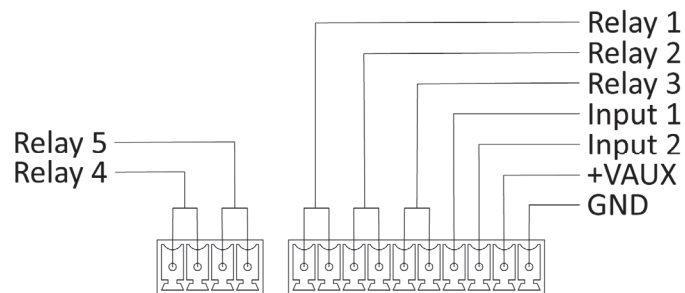 Relay 1
Relay 2
Relay 3
Input 1
Input 2
+VAUX
GND
Relay 5
Relay 4